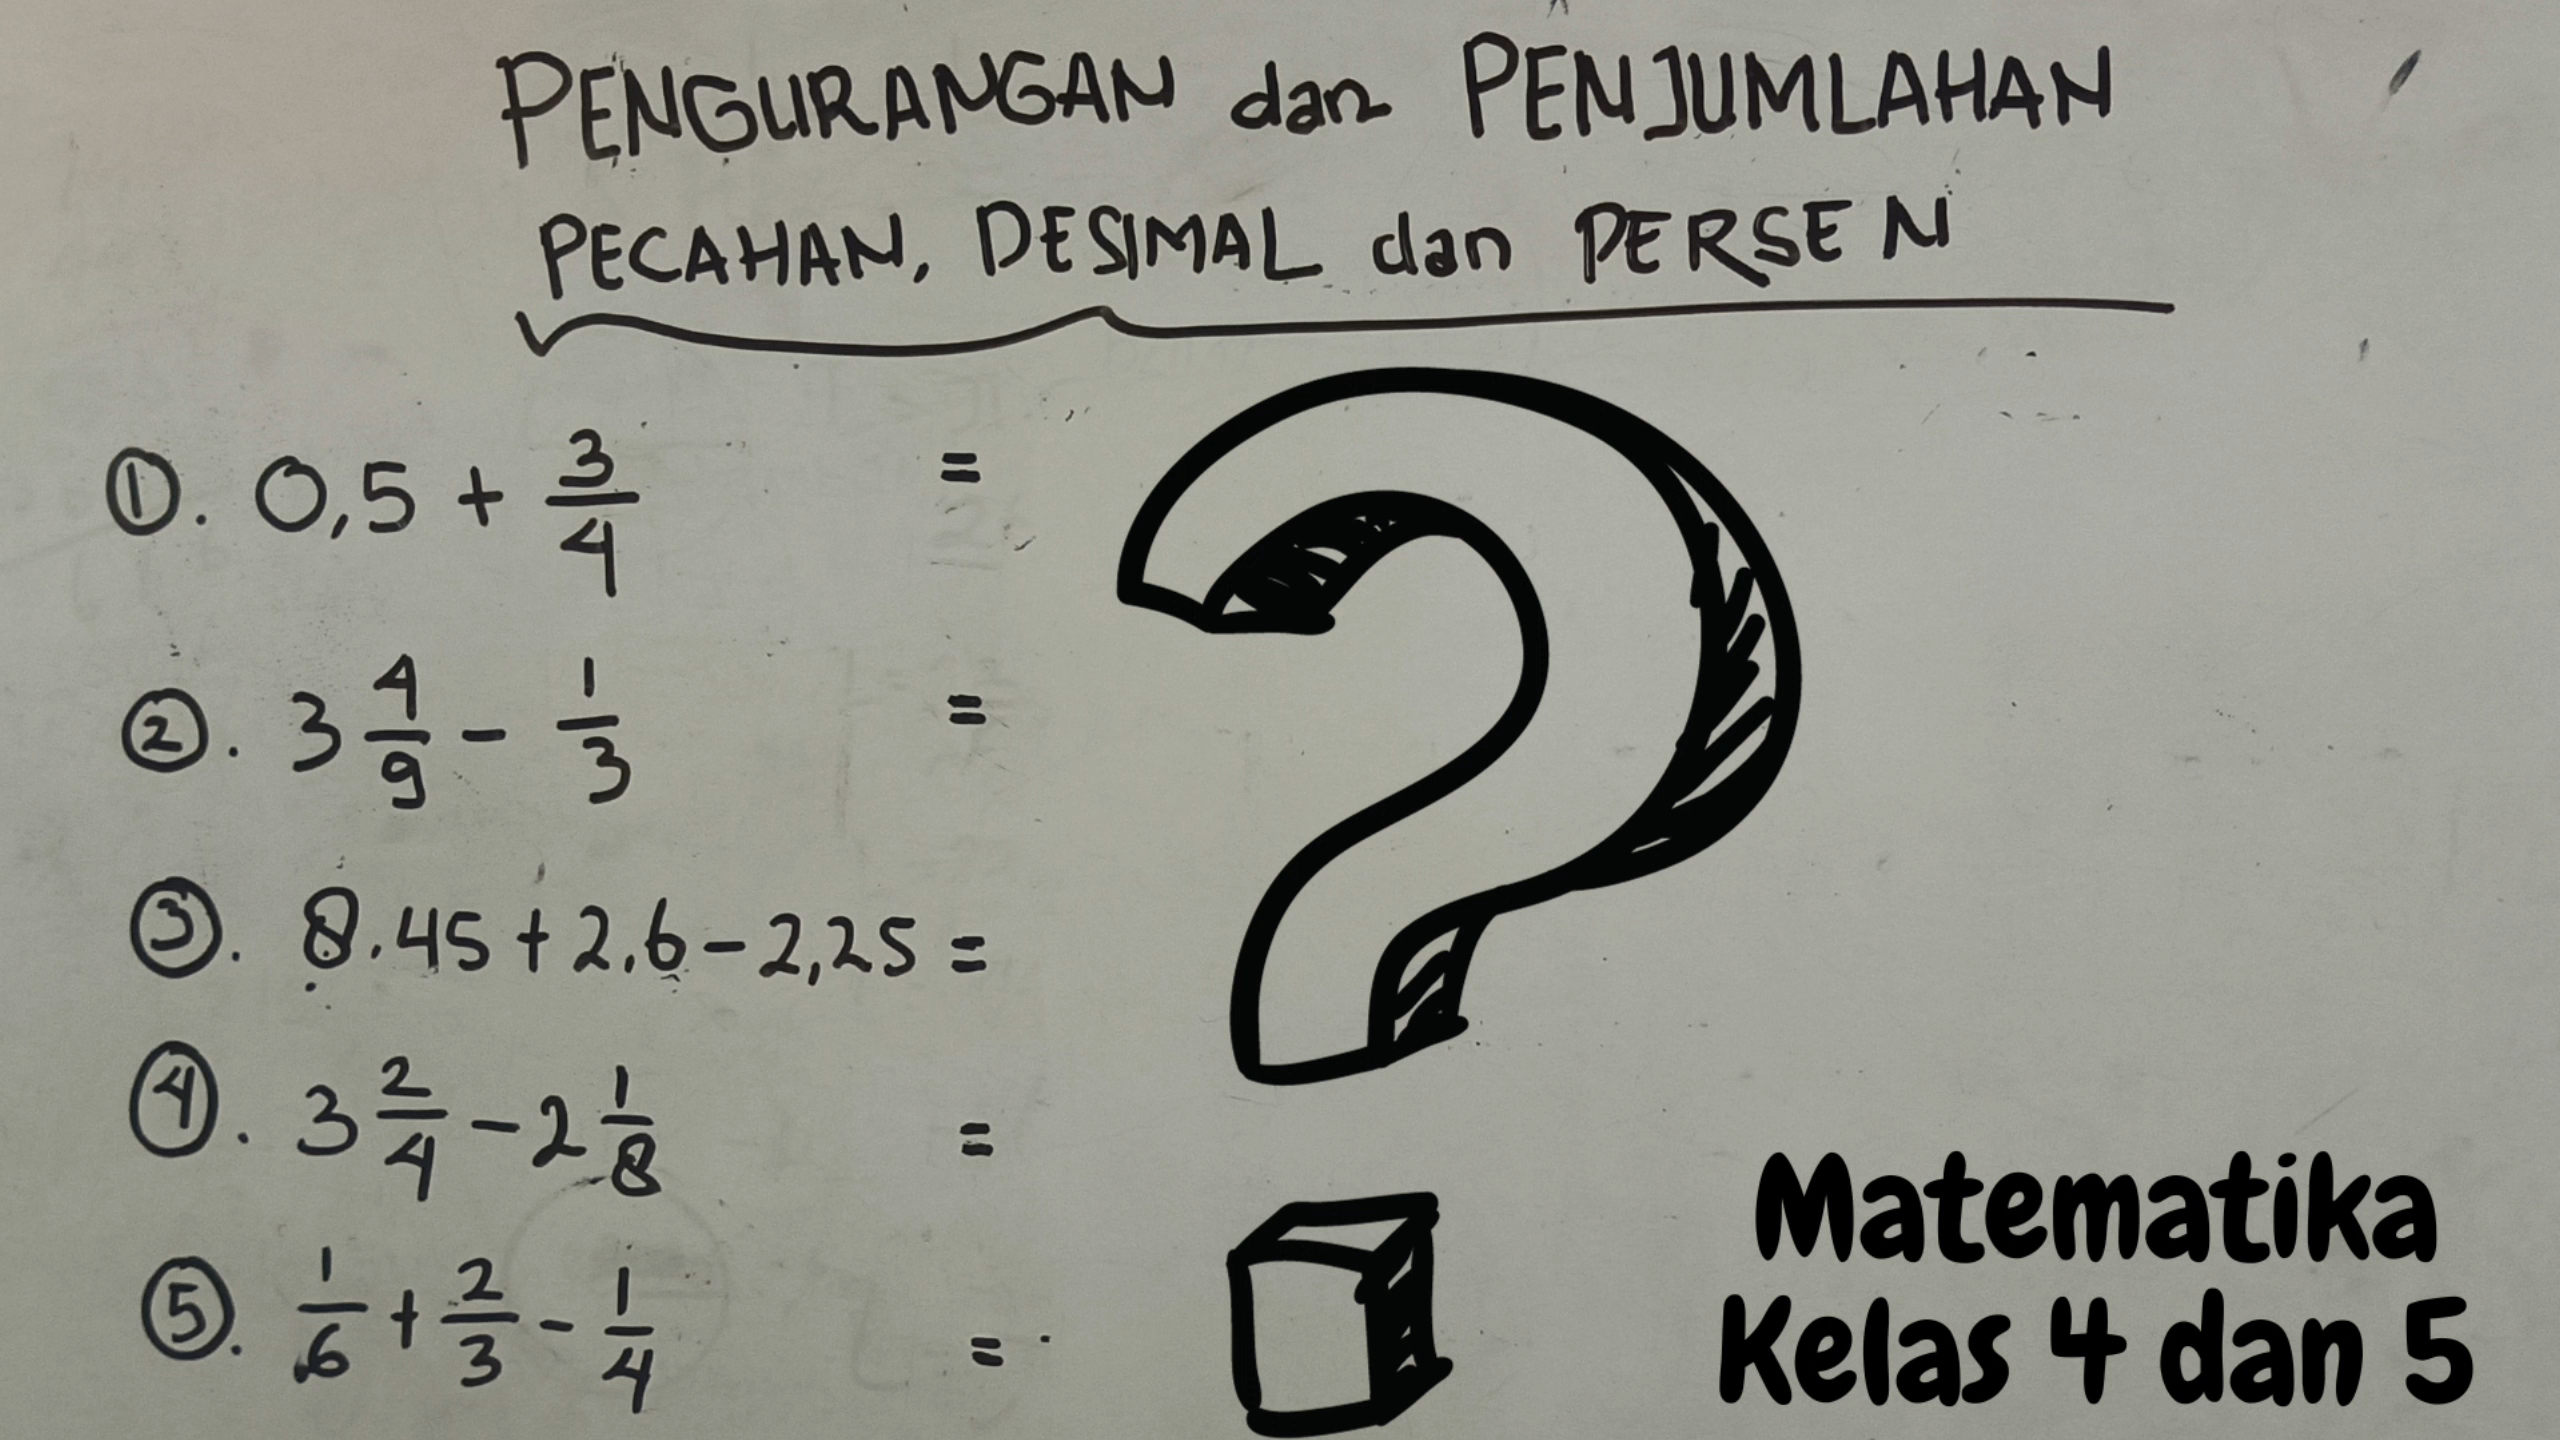 PENGURANGAN dan PENJUMLAHAN
PECAHAN, DESIMAL dan PERSEN
①. 0,5 + 3/4 =
②. 3 4/9 - 1/3 =
③. 8.45 + 2.6 - 2,25 =
④. 3 2/4 - 2 1/8 =
⑤. 1/6 + 2/3 - 1/4 =
?
Matematika
Kelas 4 dan 5